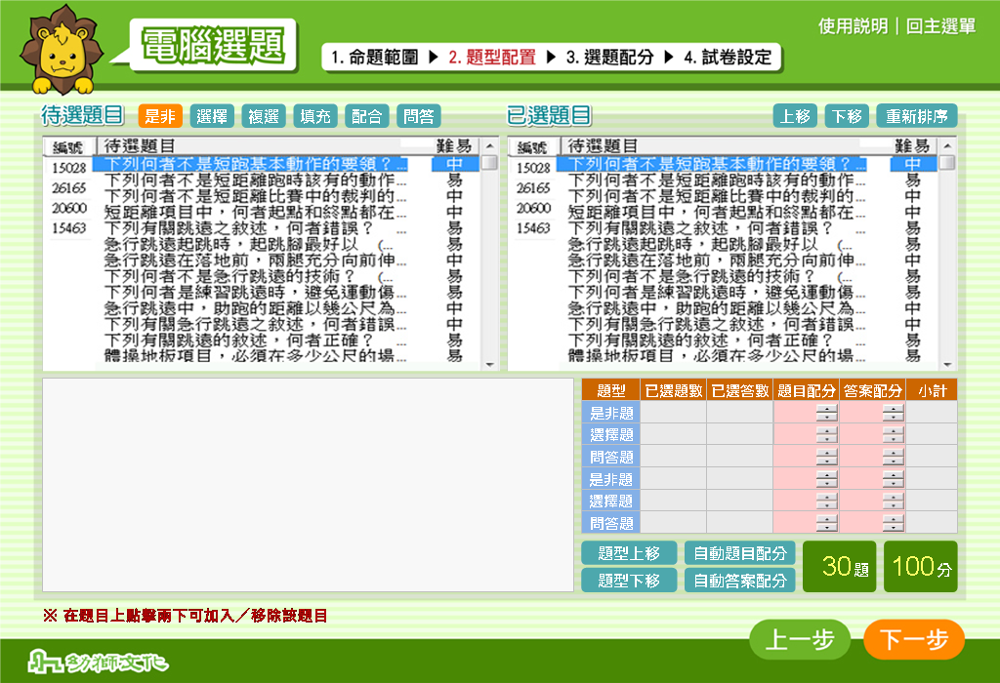 電腦選題
使用說明｜回主選單
1. 命題範圍 ▶ 2. 題型配置 ▶ 3. 選題配分 ▶ 4. 試卷設定
待選題目 是非 選擇 複選 填充 配合 問答
已選題目 上移 下移 重新排序
編號 待選題目 難易
15028 下列何者不是短跑基本動作的要領？... 中
26165 下列何者不是短距離跑時該有的動作... 易
20600 下列何者不是短距離比賽中的裁判的... 中
15463 短距離項目中，何者起點和終點都在... 中
下列有關跳遠之敘述，何者錯誤？ ... 易
急行跳遠起跳時，起跳腳最好以 (... 易
急行跳遠在落地前，兩腿充分向前伸... 中
下列何者不是急行跳遠的技術？ (... 易
下列何者是練習跳遠時，避免運動傷... 易
急行跳遠中，助跑的距離以幾公尺為... 中
下列有關急行跳遠之敘述，何者錯誤... 中
下列有關跳遠的敘述，何者正確？ ... 易
體操地板項目，必須在多少公尺的場... 易
編號 待選題目 難易
15028 下列何者不是短跑基本動作的要領？... 中
26165 下列何者不是短距離跑時該有的動作... 易
20600 下列何者不是短距離比賽中的裁判的... 中
15463 短距離項目中，何者起點和終點都在... 中
下列有關跳遠之敘述，何者錯誤？ ... 易
急行跳遠起跳時，起跳腳最好以 (... 易
急行跳遠在落地前，兩腿充分向前伸... 中
下列何者不是急行跳遠的技術？ (... 易
下列何者是練習跳遠時，避免運動傷... 易
急行跳遠中，助跑的距離以幾公尺為... 中
下列有關急行跳遠之敘述，何者錯誤... 中
下列有關跳遠的敘述，何者正確？ ... 易
體操地板項目，必須在多少公尺的場... 易
題型 已選題數 已選答數 題目配分 答案配分 小計
是非題
選擇題
問答題
是非題
選擇題
問答題
題型上移 自動題目配分
題型下移 自動答案配分
30題 100分
※ 在題目上點擊兩下可加入／移除該題目
上一步 下一步
彩獅文化